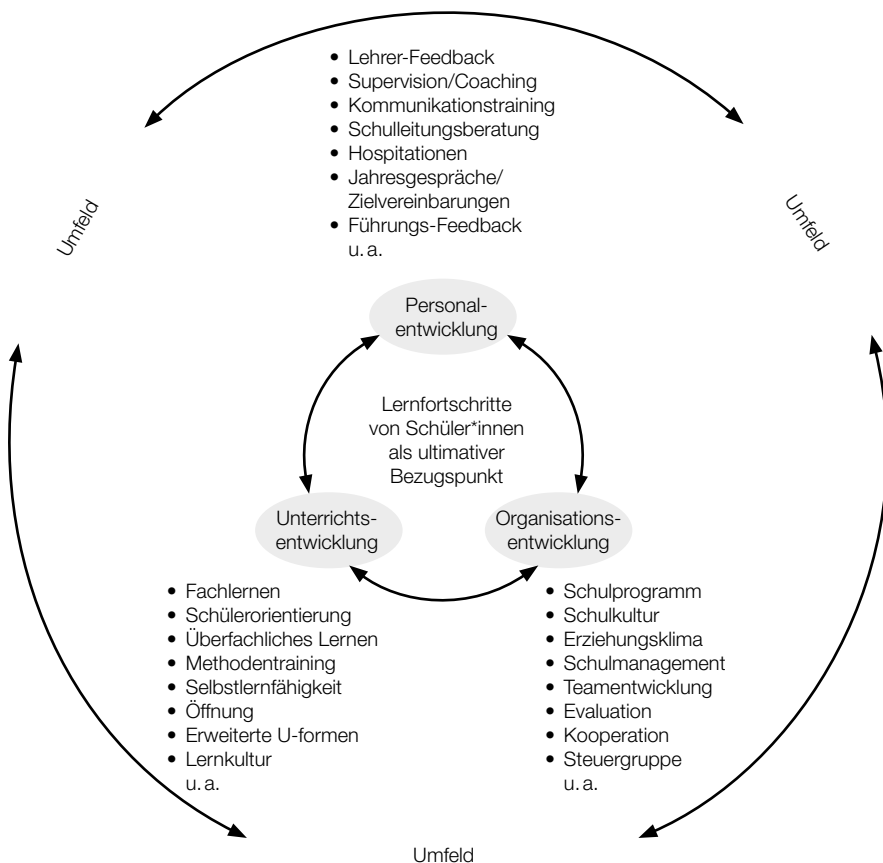 • Lehrer-Feedback
• Supervision/Coaching
• Kommunikationstraining
• Schulleitungsberatung
• Hospitationen
• Jahresgespräche/
Zielvereinbarungen
• Führungs-Feedback
u. a.
Umfeld
Umfeld
Personal-
entwicklung
Lernfortschritte
von Schüler*innen
als ultimativer
Bezugspunkt
Unterrichts-
entwicklung
Organisations-
entwicklung
• Fachlernen
• Schülerorientierung
• Überfachliches Lernen
• Methodentraining
• Selbstlernfähigkeit
• Öffnung
• Erweiterte U-formen
• Lernkultur
u. a.
• Schulprogramm
• Schulkultur
• Erziehungsklima
• Schulmanagement
• Teamentwicklung
• Evaluation
• Kooperation
• Steuergruppe
u. a.
Umfeld